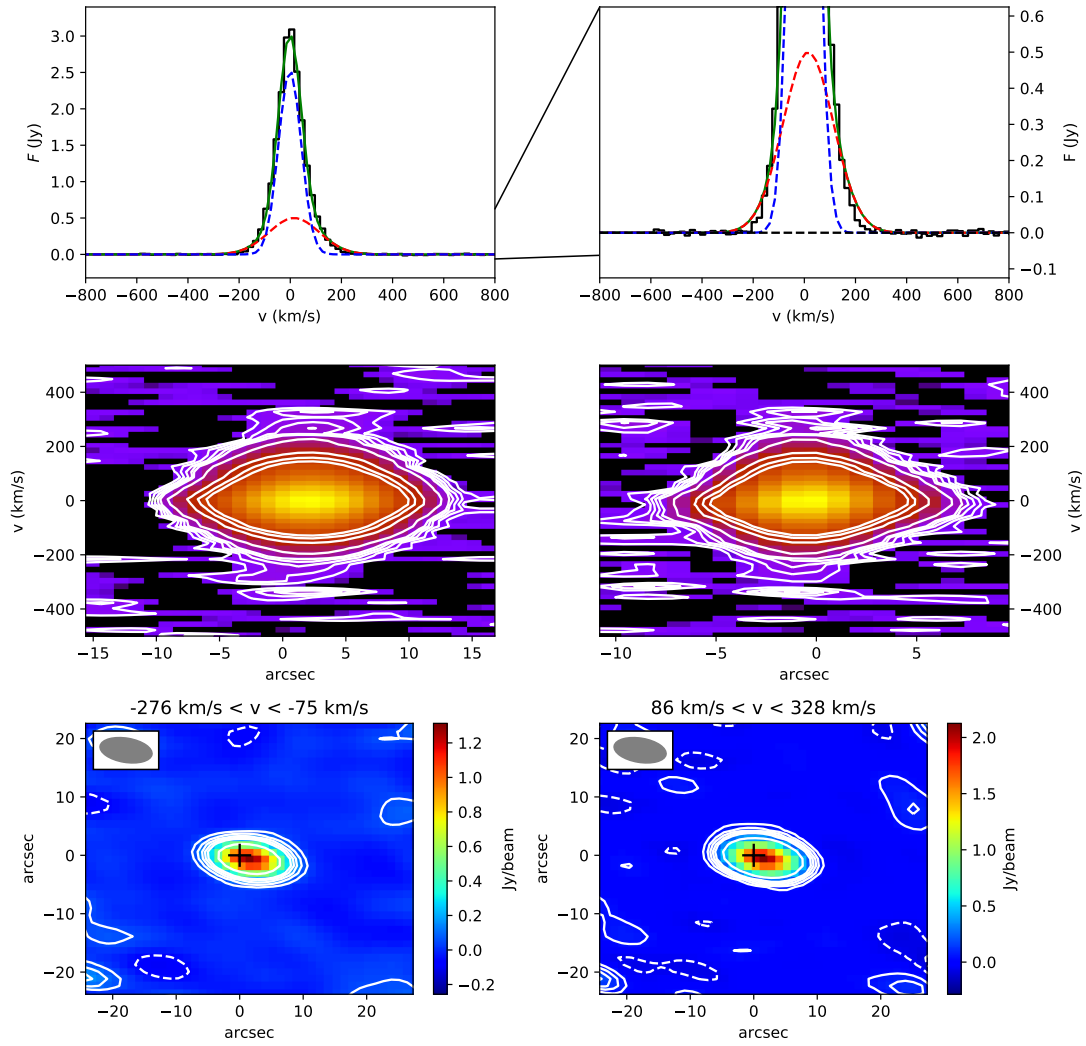 3.0
2.5
2.0
1.5
1.0
0.5
0.0
F (Jy)
−800 −600 −400 −200 0 200 400 600 800
v (km/s)
0.6
0.5
0.4
0.3
0.2
0.1
0.0
−0.1
F (Jy)
−800 −600 −400 −200 0 200 400 600 800
v (km/s)
400
200
0
−200
−400
v (km/s)
−15 −10 −5 0 5 10 15
arcsec
400
200
0
−200
−400
v (km/s)
−10 −5 0 5
arcsec
-276 km/s < v < -75 km/s
20
10
0
−10
−20
arcsec
−20 −10 0 10 20
arcsec
1.2
1.0
0.8
0.6
0.4
0.2
0.0
−0.2
Jy/beam
86 km/s < v < 328 km/s
20
10
0
−10
−20
arcsec
−20 −10 0 10 20
arcsec
2.0
1.5
1.0
0.5
0.0
Jy/beam